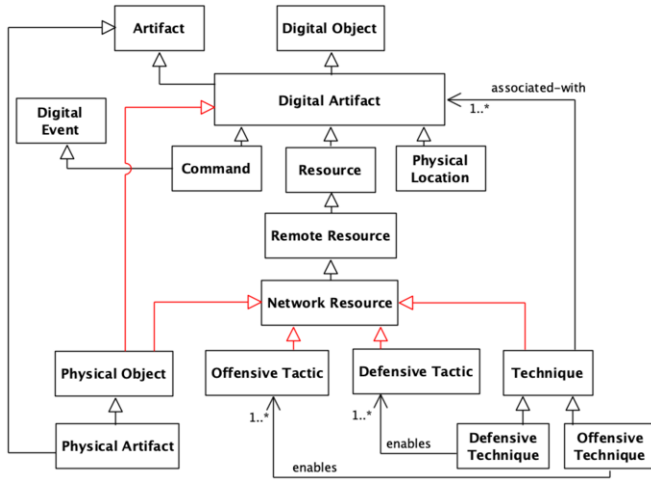 Artifact
Digital Object
associated-with
1..*
Digital Artifact
Digital
Event
Command
Resource
Physical
Location
Remote Resource
Network Resource
Physical Object
Offensive Tactic
Defensive Tactic
Technique
1..*
1..*
Physical Artifact
enables
Defensive
Technique
Offensive
Technique
enables